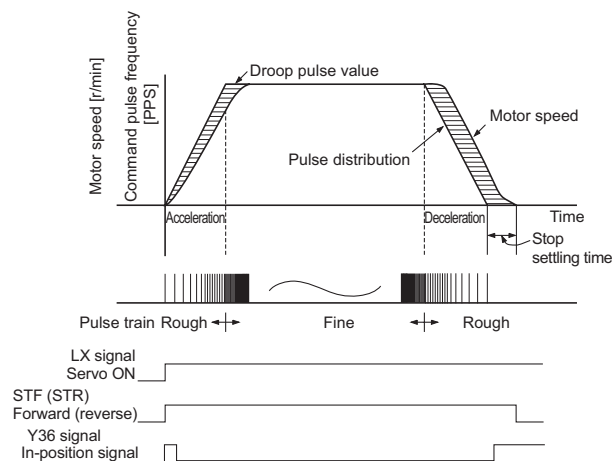 Motor speed [r/min]
Command pulse frequency
[PPS]
Droop pulse value
Motor speed
Pulse distribution
Acceleration
Deceleration
Time
Stop
settling time
Pulse train Rough
Fine
Rough
LX signal
Servo ON
STF (STR)
Forward (reverse)
Y36 signal
In-position signal